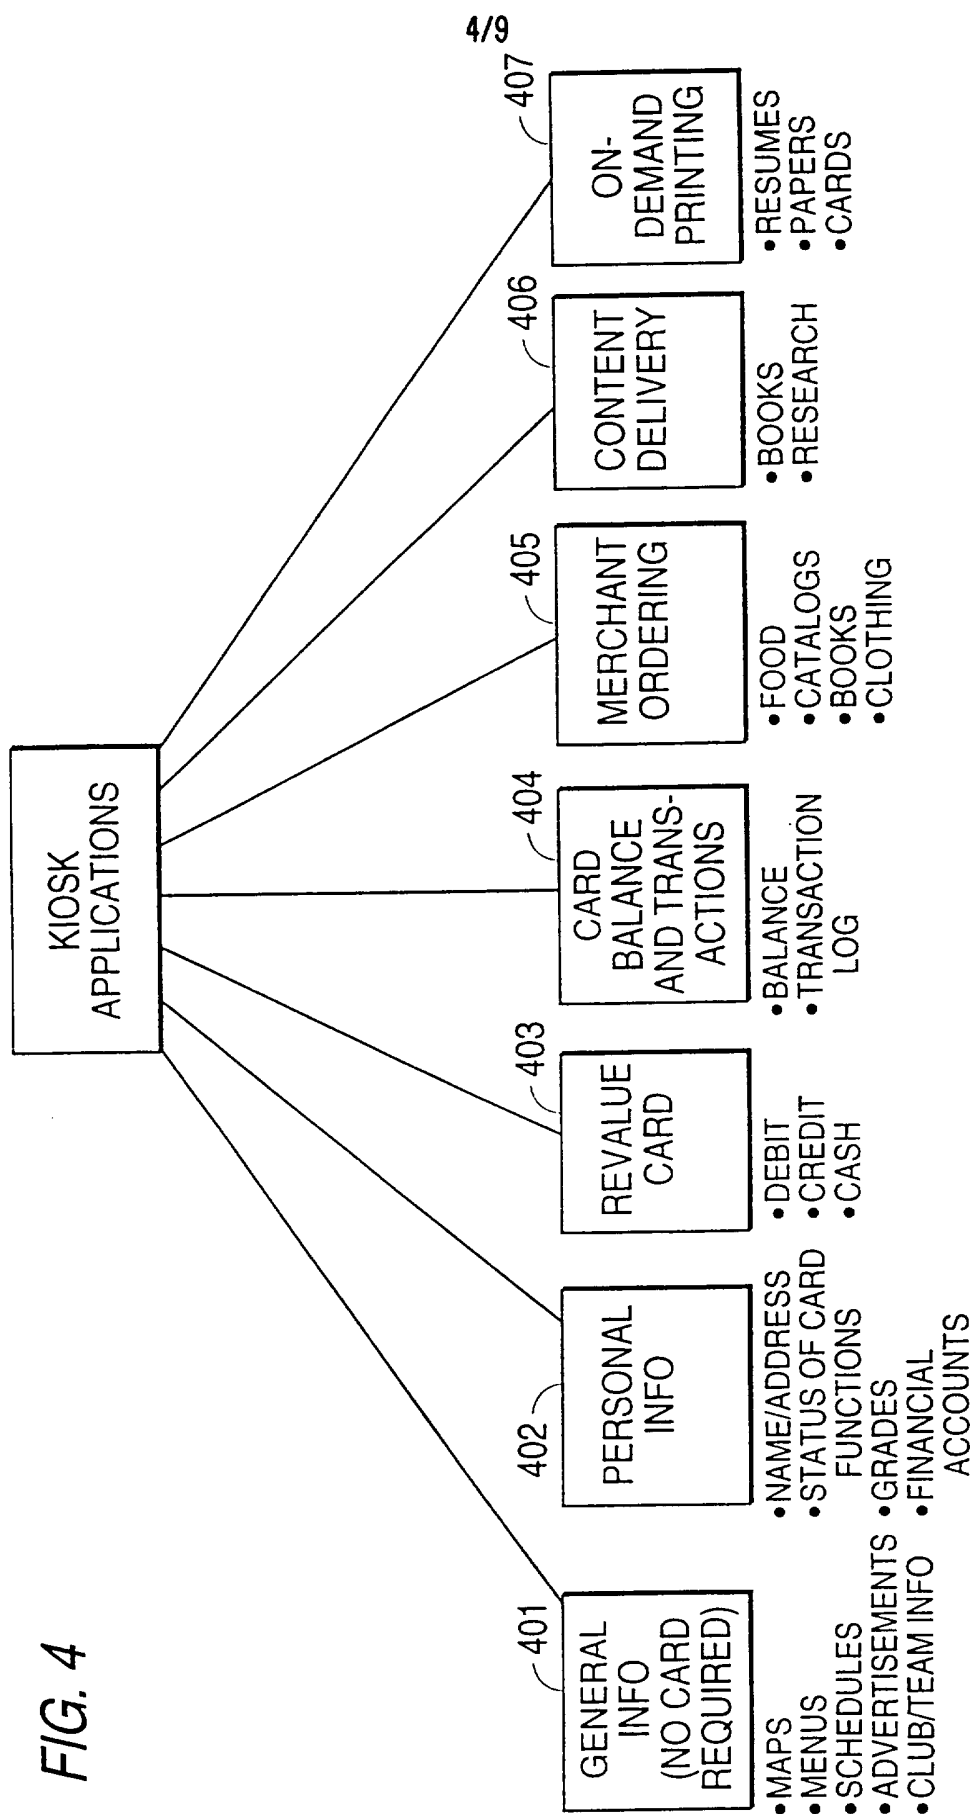 4/9
FIG. 4
KIOSK
APPLICATIONS
401
GENERAL
INFO
(NO CARD
REQUIRED)
•MAPS
•MENUS
•SCHEDULES
•ADVERTISEMENTS
•CLUB/TEAM INFO
402
PERSONAL
INFO
•NAME/ADDRESS
•STATUS OF CARD
FUNCTIONS
•GRADES
•FINANCIAL
ACCOUNTS
403
REVALUE
CARD
•DEBIT
•CREDIT
•CASH
404
CARD
BALANCE
AND TRANS-
ACTIONS
•BALANCE
•TRANSACTION
LOG
405
MERCHANT
ORDERING
•FOOD
•CATALOGS
•BOOKS
•CLOTHING
406
CONTENT
DELIVERY
•BOOKS
•RESEARCH
407
ON-
DEMAND
PRINTING
•RESUMES
•PAPERS
•CARDS